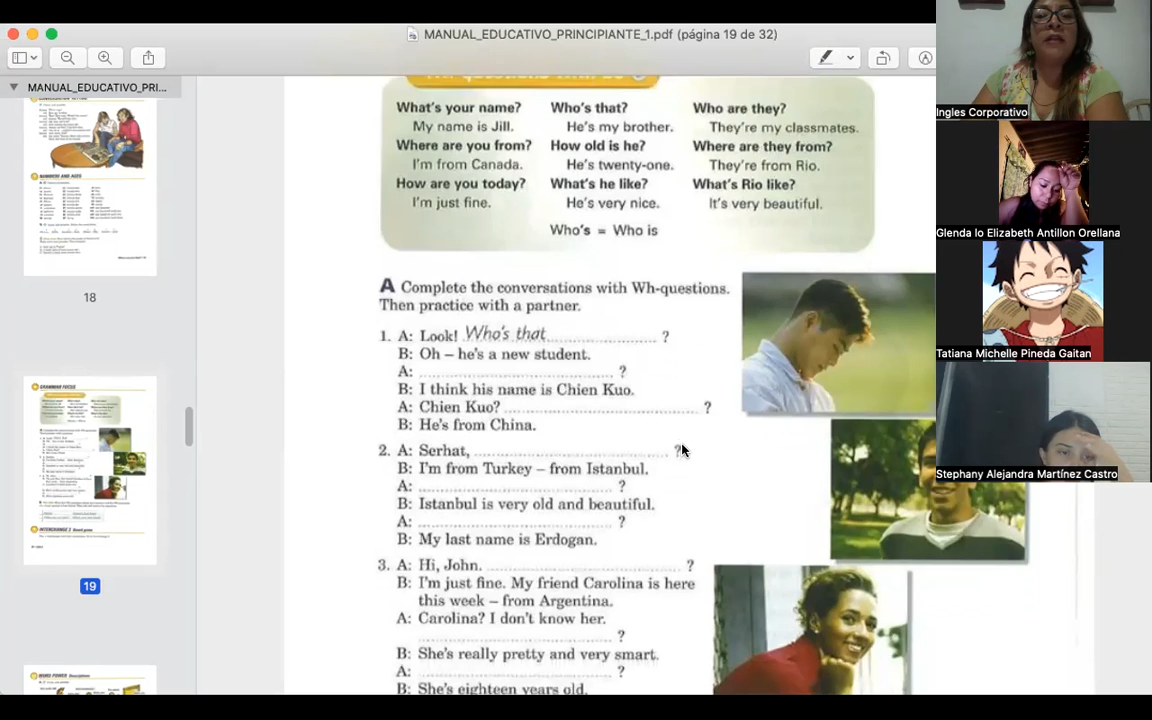 MANUAL_EDUCATIVO_PRINCIPIANTE_1.pdf (página 19 de 32)
MANUAL_EDUCATIVO_PRI...
18
19
What's your name? Who's that? Who are they?
My name is Jill. He's my brother. They're my classmates.
Where are you from? How old is he? Where are they from?
I'm from Canada. He's twenty-one. They're from Rio.
How are you today? What's he like? What's Rio like?
I'm just fine. He's very nice. It's very beautiful.
Who's = Who is
A Complete the conversations with Wh-questions.
Then practice with a partner.
1. A: Look! Who's that ?
B: Oh – he's a new student.
A: ?
B: I think his name is Chien Kuo.
A: Chien Kuo? ?
B: He's from China.
2. A: Serhat, ?
B: I'm from Turkey – from Istanbul.
A: ?
B: Istanbul is very old and beautiful.
A: ?
B: My last name is Erdogan.
3. A: Hi, John. ?
B: I'm just fine. My friend Carolina is here
this week – from Argentina.
A: Carolina? I don't know her.
?
B: She's really pretty and very smart.
A: ?
B: She's eighteen years old.
Ingles Corporativo
Glenda lo Elizabeth Antillon Orellana
Tatiana Michelle Pineda Gaitan
Stephany Alejandra Martínez Castro